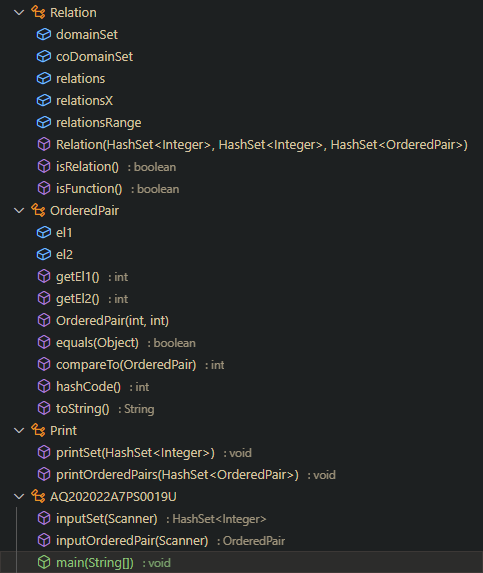 Relation
domainSet
coDomainSet
relations
relationsX
relationsRange
Relation(HashSet<Integer>, HashSet<Integer>, HashSet<OrderedPair>)
isRelation() : boolean
isFunction() : boolean
OrderedPair
el1
el2
getEl1() : int
getEl2() : int
OrderedPair(int, int)
equals(Object) : boolean
compareTo(OrderedPair) : int
hashCode() : int
toString() : String
Print
printSet(HashSet<Integer>) : void
printOrderedPairs(HashSet<OrderedPair>) : void
AQ202022A7PS0019U
inputSet(Scanner) : HashSet<Integer>
inputOrderedPair(Scanner) : OrderedPair
main(String[]) : void